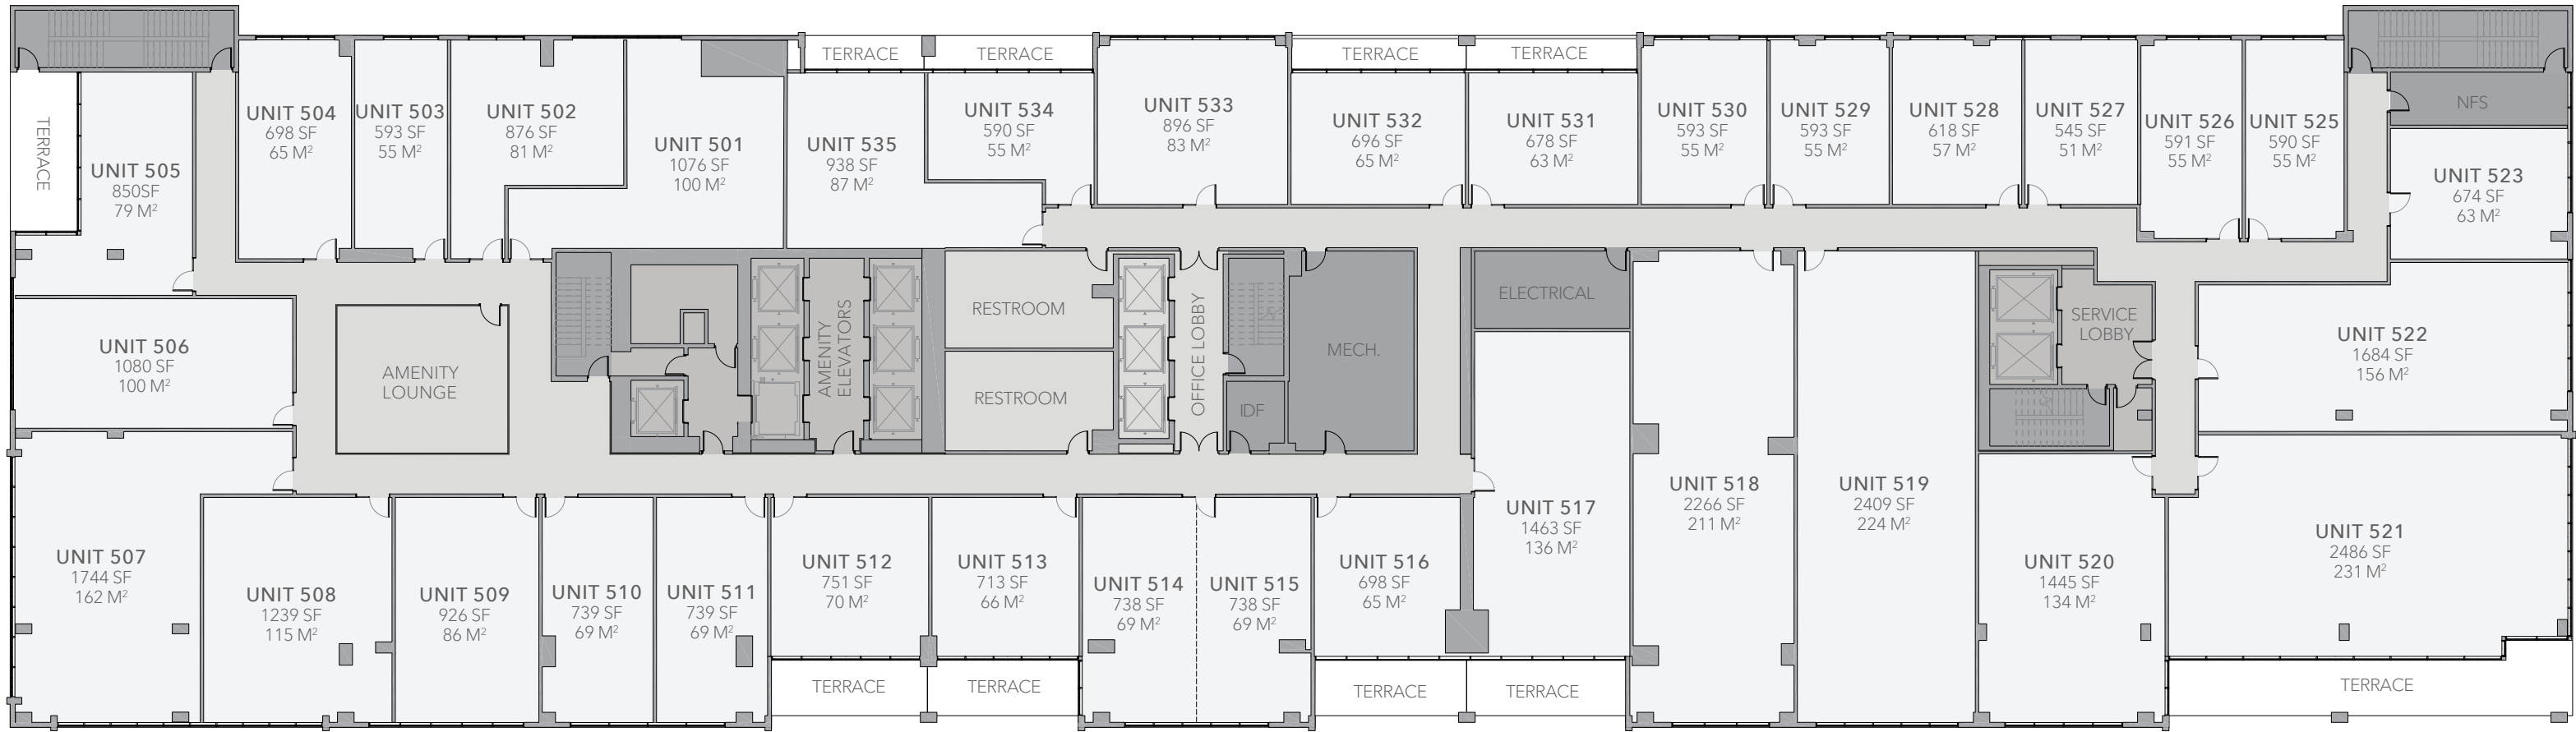 TERRACE
UNIT 505
850SF
79 M²
UNIT 504
698 SF
65 M²
UNIT 503
593 SF
55 M²
UNIT 502
876 SF
81 M²
UNIT 501
1076 SF
100 M²
TERRACE
UNIT 535
938 SF
87 M²
TERRACE
UNIT 534
590 SF
55 M²
UNIT 533
896 SF
83 M²
TERRACE
UNIT 532
696 SF
65 M²
TERRACE
UNIT 531
678 SF
63 M²
UNIT 530
593 SF
55 M²
UNIT 529
593 SF
55 M²
UNIT 528
618 SF
57 M²
UNIT 527
545 SF
51 M²
UNIT 526
591 SF
55 M²
UNIT 525
590 SF
55 M²
NFS
UNIT 523
674 SF
63 M²
UNIT 506
1080 SF
100 M²
AMENITY
LOUNGE
AMENITY
ELEVATORS
RESTROOM
RESTROOM
OFFICE LOBBY
IDF
MECH.
ELECTRICAL
SERVICE
LOBBY
UNIT 522
1684 SF
156 M²
UNIT 507
1744 SF
162 M²
UNIT 508
1239 SF
115 M²
UNIT 509
926 SF
86 M²
UNIT 510
739 SF
69 M²
UNIT 511
739 SF
69 M²
UNIT 512
751 SF
70 M²
TERRACE
UNIT 513
713 SF
66 M²
TERRACE
UNIT 514
738 SF
69 M²
UNIT 515
738 SF
69 M²
UNIT 516
698 SF
65 M²
TERRACE
UNIT 517
1463 SF
136 M²
TERRACE
UNIT 518
2266 SF
211 M²
UNIT 519
2409 SF
224 M²
UNIT 520
1445 SF
134 M²
UNIT 521
2486 SF
231 M²
TERRACE